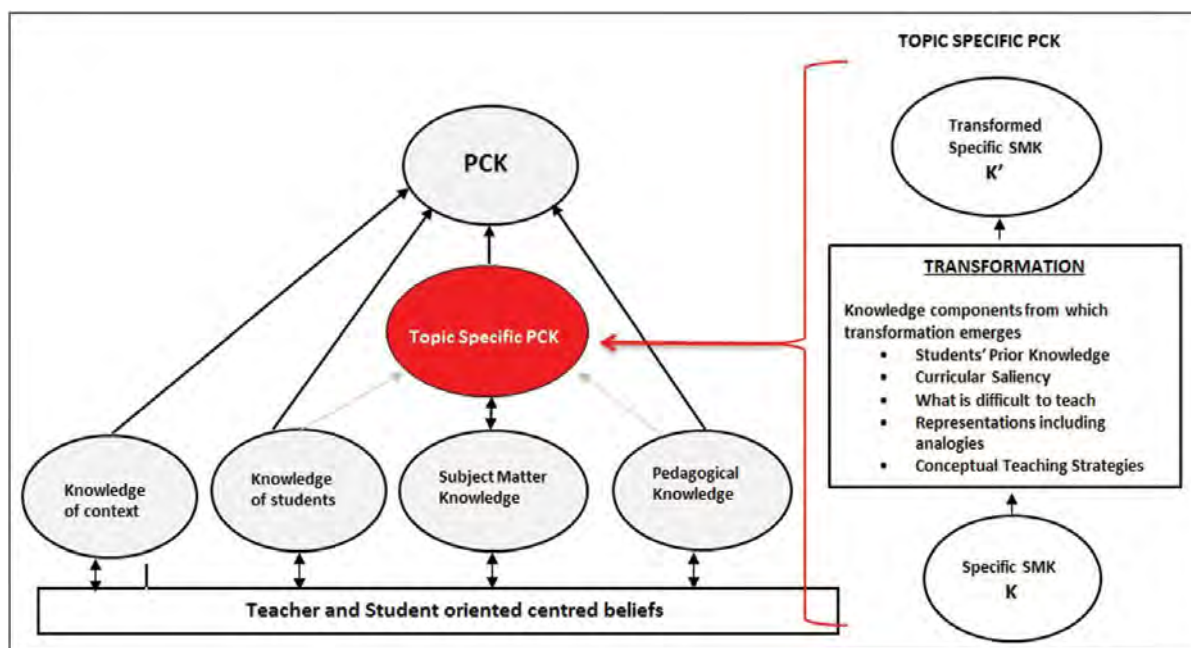 TOPIC SPECIFIC PCK
PCK
Topic Specific PCK
Knowledge
of context
Knowledge
of students
Subject Matter
Knowledge
Pedagogical
Knowledge
Teacher and Student oriented centred beliefs
Transformed
Specific SMK
K'
TRANSFORMATION
Knowledge components from which
transformation emerges
• Students' Prior Knowledge
• Curricular Saliency
• What is difficult to teach
• Representations including
analogies
• Conceptual Teaching Strategies
Specific SMK
K